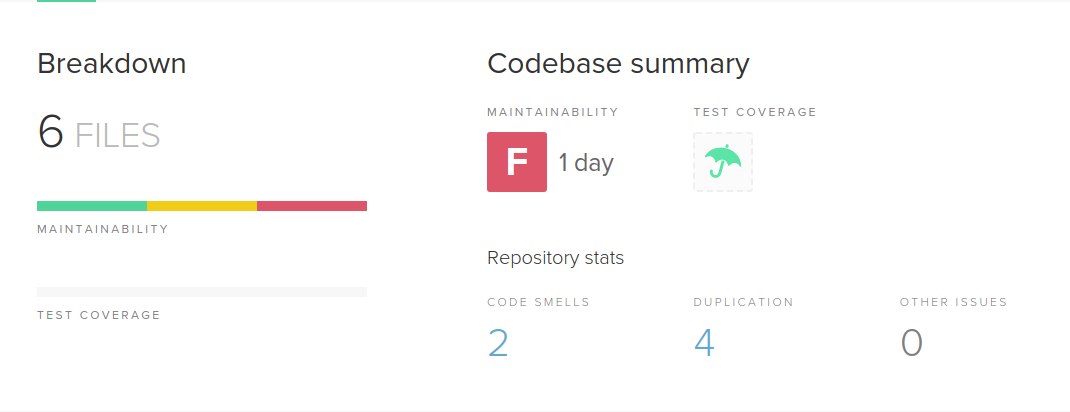 Breakdown
6 FILES
MAINTAINABILITY
TEST COVERAGE
Codebase summary
MAINTAINABILITY
F 1 day
TEST COVERAGE
Repository stats
CODE SMELLS
2
DUPLICATION
4
OTHER ISSUES
0